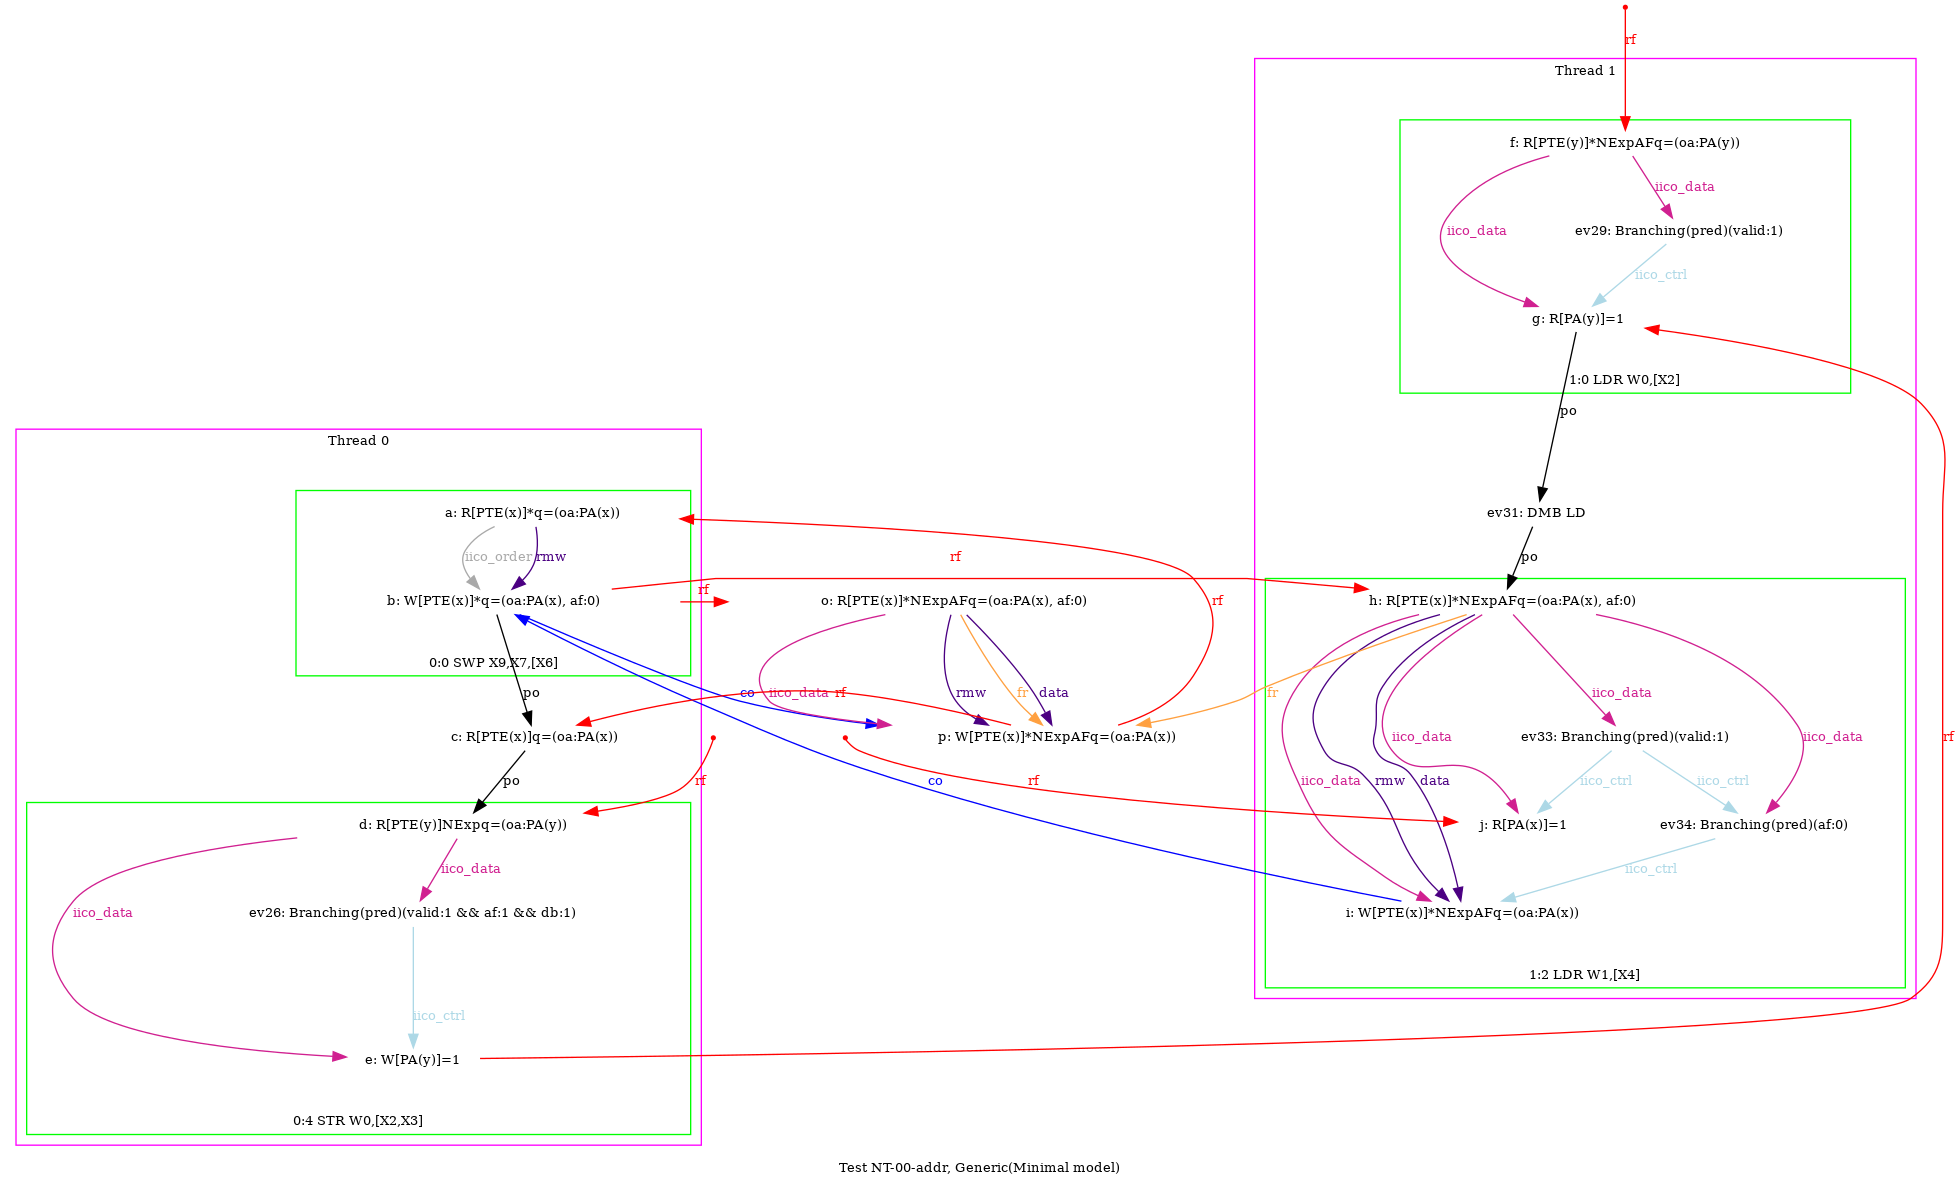 rf
Thread 1
f: R[PTE(y)]*NExpAFq=(oa:PA(y))
iico_data
iico_data
ev29: Branching(pred)(valid:1)
iico_ctrl
g: R[PA(y)]=1
1:0 LDR W0,[X2]
po
Thread 0
a: R[PTE(x)]*q=(oa:PA(x))
ev31: DMB LD
iico_order
rmw
rf
po
b: W[PTE(x)]*q=(oa:PA(x), af:0)
rf
o: R[PTE(x)]*NExpAFq=(oa:PA(x), af:0)
rf
h: R[PTE(x)]*NExpAFq=(oa:PA(x), af:0)
0:0 SWP X9,X7,[X6]
po
co
iico_data
rf
rmw
fr
data
fr
iico_data
c: R[PTE(x)]q=(oa:PA(x))
p: W[PTE(x)]*NExpAFq=(oa:PA(x))
iico_data
ev33: Branching(pred)(valid:1)
iico_data
rf
po
rf
co
rf
iico_data
rmw
data
iico_ctrl
iico_ctrl
d: R[PTE(y)]NExpq=(oa:PA(y))
j: R[PA(x)]=1
ev34: Branching(pred)(af:0)
iico_data
iico_ctrl
iico_data
ev26: Branching(pred)(valid:1 && af:1 && db:1)
i: W[PTE(x)]*NExpAFq=(oa:PA(x))
1:2 LDR W1,[X4]
iico_ctrl
e: W[PA(y)]=1
0:4 STR W0,[X2,X3]
Test NT-00-addr, Generic(Minimal model)